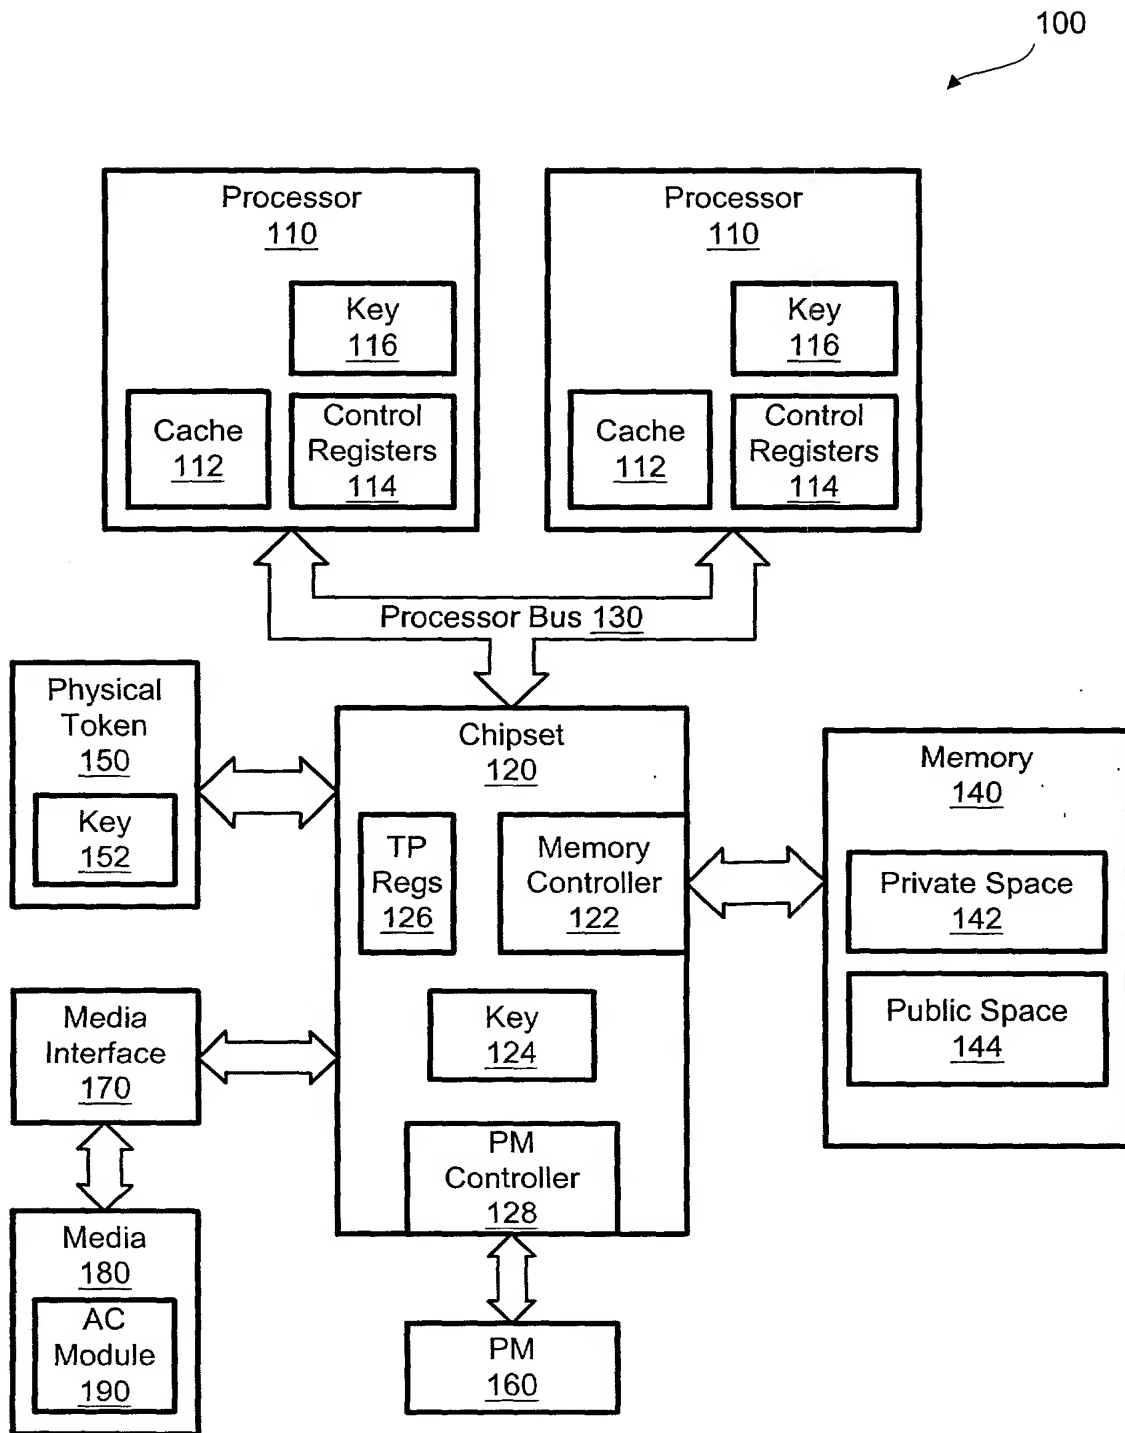 100
Processor
110
Key
116
Cache
112
Control
Registers
114
Processor
110
Key
116
Cache
112
Control
Registers
114
Processor Bus 130
Physical
Token
150
Key
152
Chipset
120
TP
Regs
126
Memory
Controller
122
Key
124
PM
Controller
128
Memory
140
Private Space
142
Public Space
144
Media
Interface
170
Media
180
AC
Module
190
PM
160